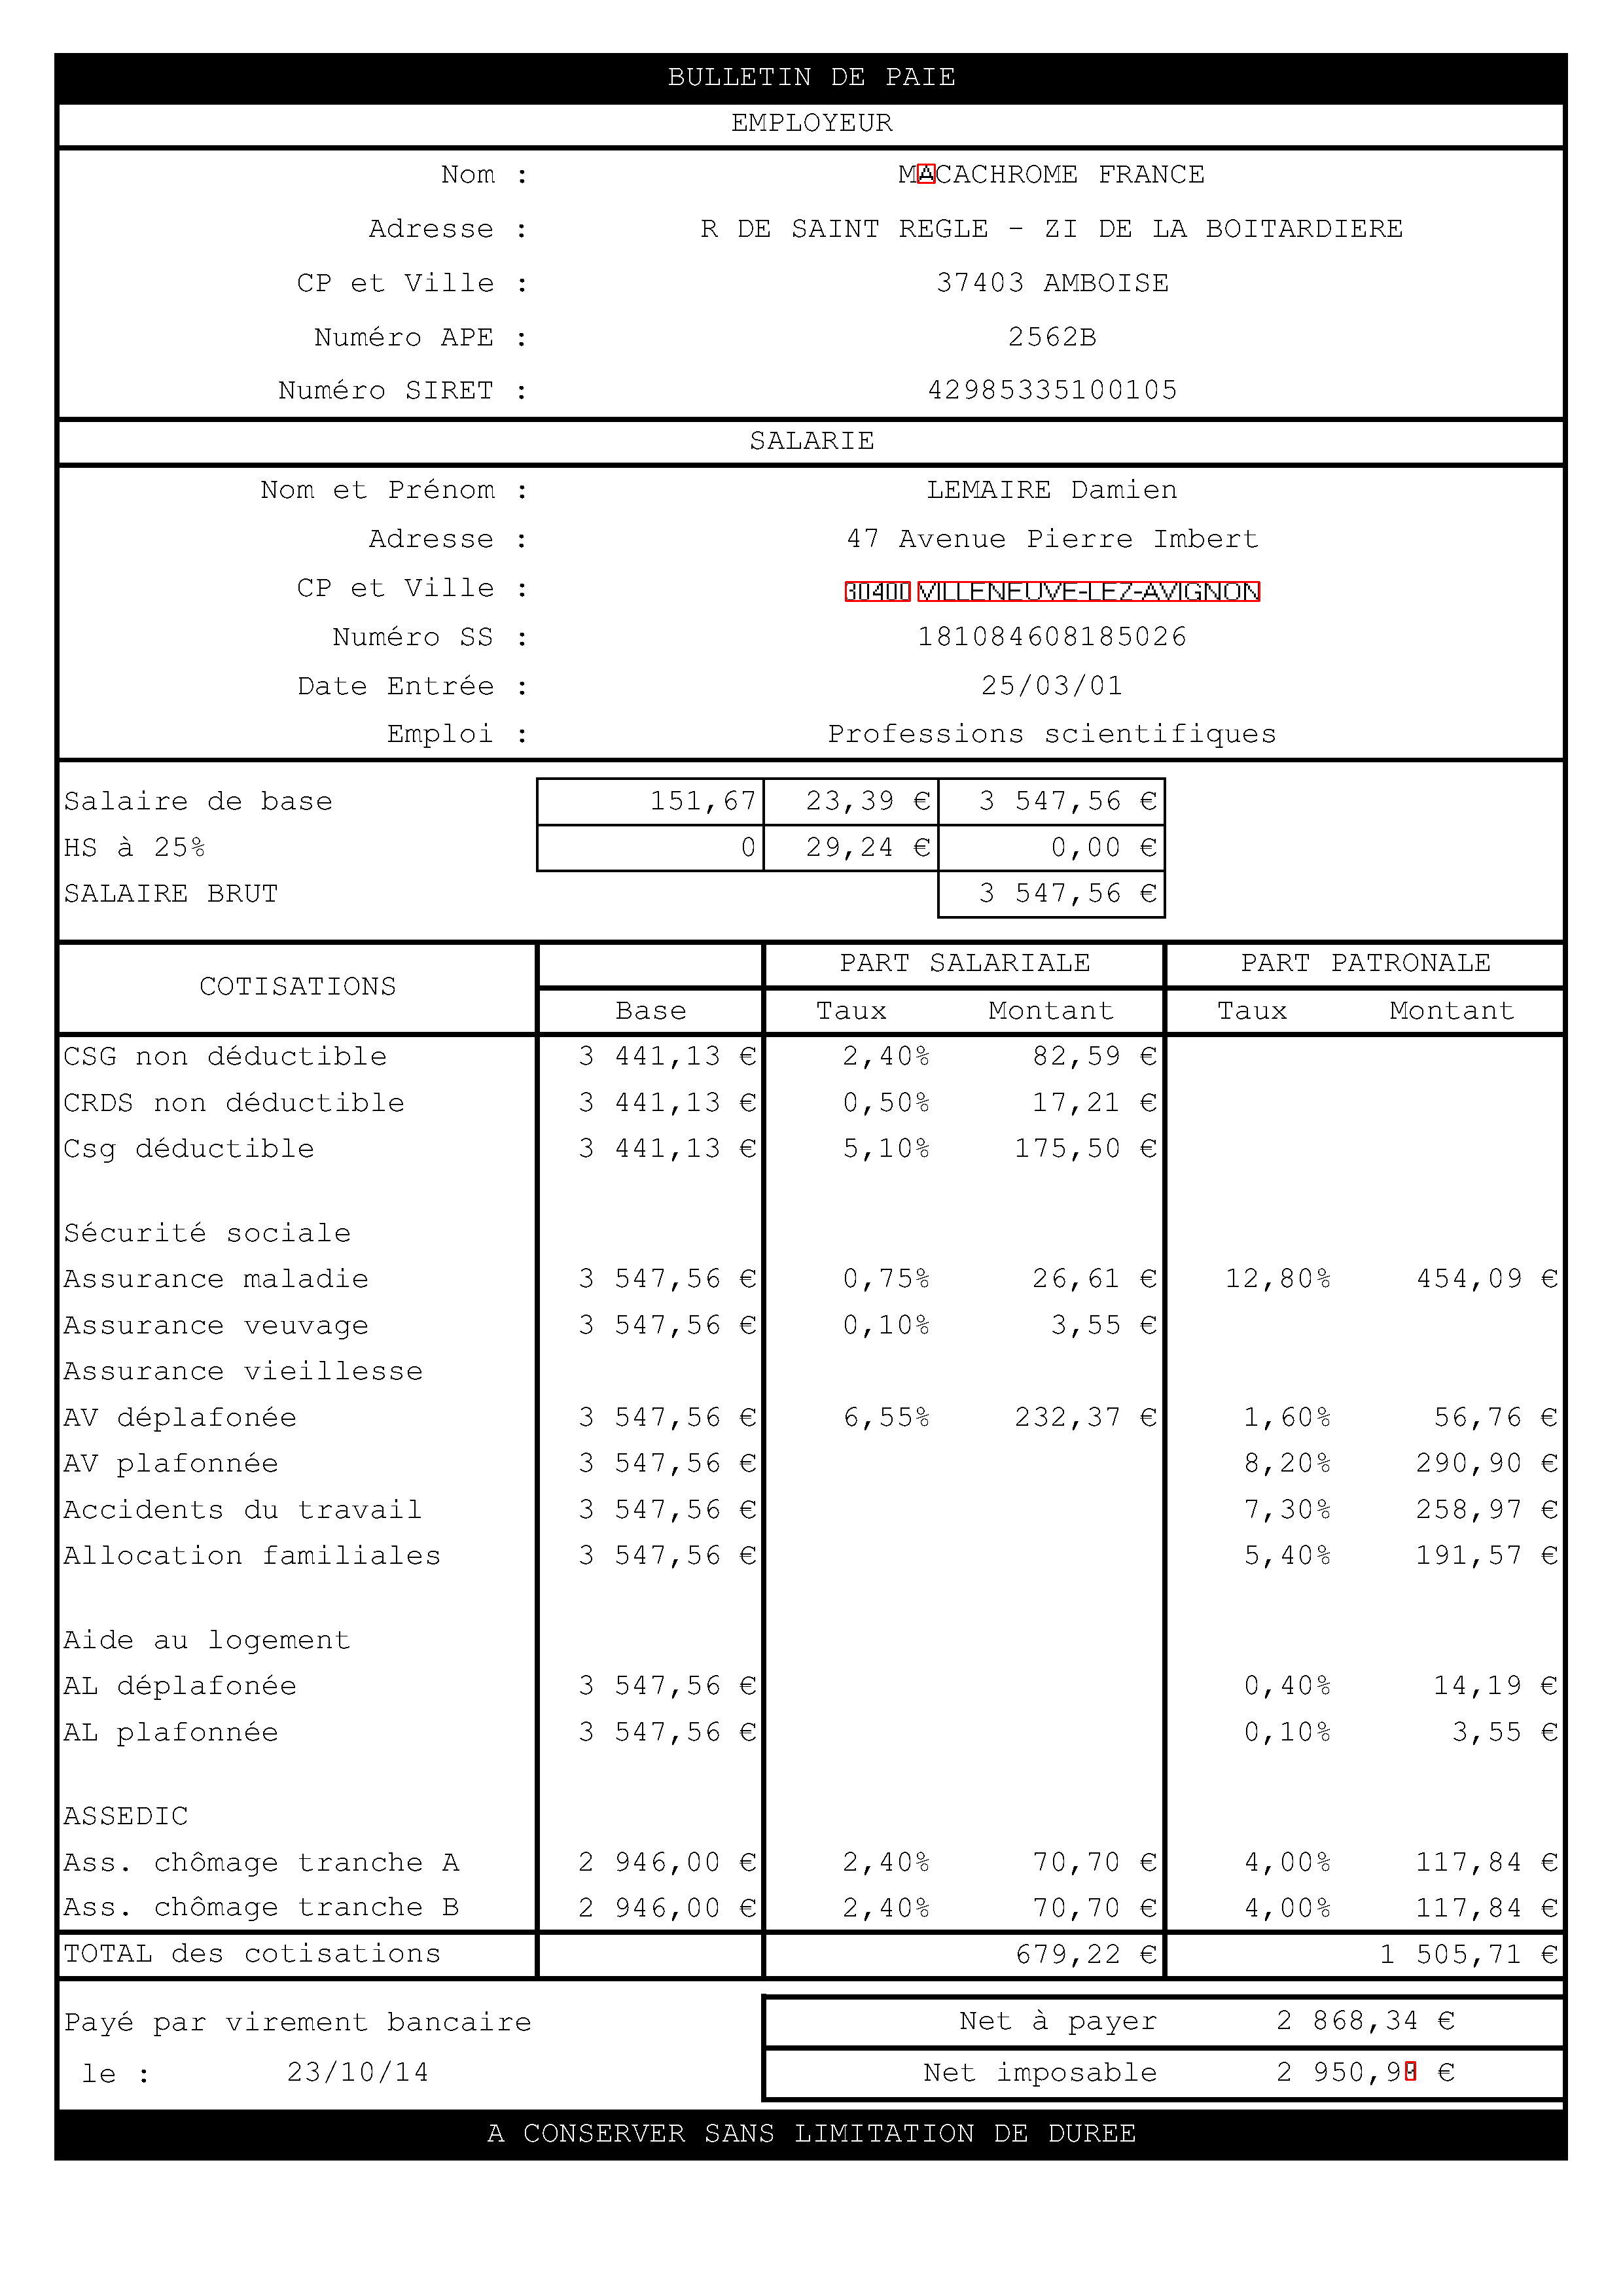 BULLETIN DE PAIE
EMPLOYEUR
Nom : MACACHROME FRANCE
Adresse : R DE SAINT REGLE - ZI DE LA BOITARDIERE
CP et Ville : 37403 AMBOISE
Numéro APE : 2562B
Numéro SIRET : 42985335100105
SALARIE
Nom et Prénom : LEMAIRE Damien
Adresse : 47 Avenue Pierre Imbert
CP et Ville : 30400 VILLENEUVE-LEZ-AVIGNON
Numéro SS : 181084608185026
Date Entrée : 25/03/01
Emploi : Professions scientifiques
Salaire de base 151,67 23,39 € 3 547,56 €
HS à 25% 0 29,24 € 0,00 €
SALAIRE BRUT 3 547,56 €
COTISATIONS PART SALARIALE PART PATRONALE
Base Taux Montant Taux Montant
CSG non déductible 3 441,13 € 2,40% 82,59 €
CRDS non déductible 3 441,13 € 0,50% 17,21 €
Csg déductible 3 441,13 € 5,10% 175,50 €
Sécurité sociale
Assurance maladie 3 547,56 € 0,75% 26,61 € 12,80% 454,09 €
Assurance veuvage 3 547,56 € 0,10% 3,55 €
Assurance vieillesse
AV déplafonée 3 547,56 € 6,55% 232,37 € 1,60% 56,76 €
AV plafonnée 3 547,56 € 8,20% 290,90 €
Accidents du travail 3 547,56 € 7,30% 258,97 €
Allocation familiales 3 547,56 € 5,40% 191,57 €
Aide au logement
AL déplafonée 3 547,56 € 0,40% 14,19 €
AL plafonnée 3 547,56 € 0,10% 3,55 €
ASSEDIC
Ass. chômage tranche A 2 946,00 € 2,40% 70,70 € 4,00% 117,84 €
Ass. chômage tranche B 2 946,00 € 2,40% 70,70 € 4,00% 117,84 €
TOTAL des cotisations 679,22 € 1 505,71 €
Payé par virement bancaire Net à payer 2 868,34 €
le : 23/10/14 Net imposable 2 €
A CONSERVER SANS LIMITATION DE DUREE